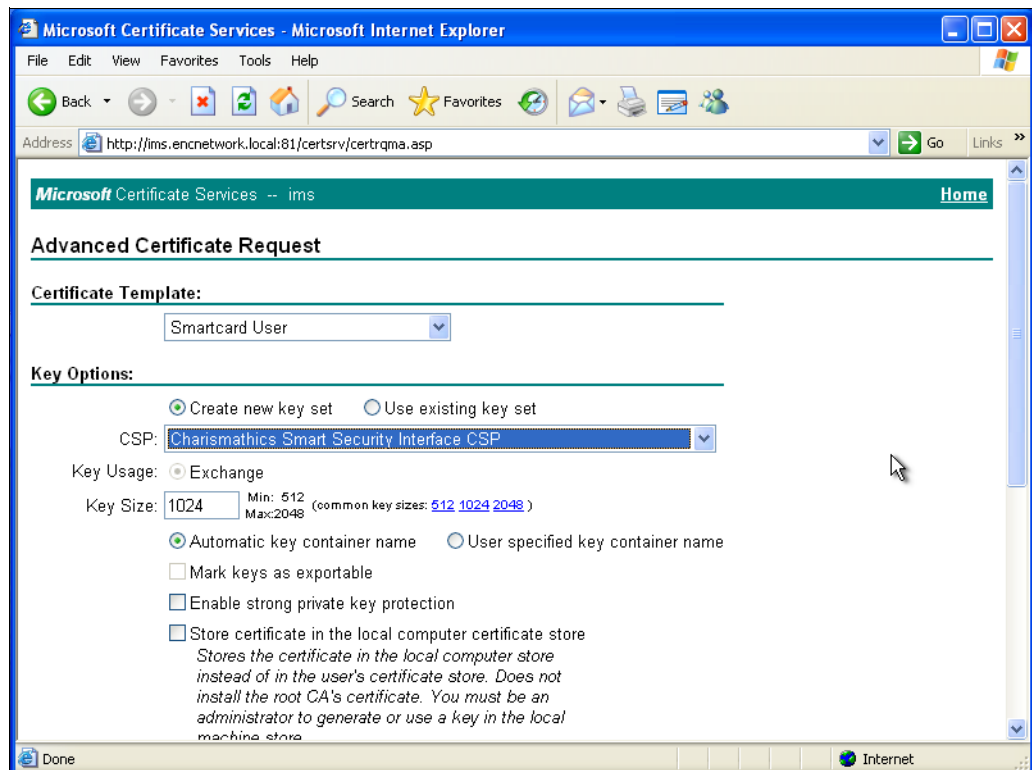 Microsoft Certificate Services - Microsoft Internet Explorer
File Edit View Favorites Tools Help
Back Search Favorites
Address http://ims.encnetwork.local:81/certsrv/certrqma.asp Go Links »
Microsoft Certificate Services -- ims Home
Advanced Certificate Request
Certificate Template:
Smartcard User
Key Options:
Create new key set Use existing key set
CSP: Charismathics Smart Security Interface CSP
Key Usage: Exchange
Key Size: 1024 Min: 512 (common key sizes: 512 1024 2048 )
Max:2048
Automatic key container name User specified key container name
Mark keys as exportable
Enable strong private key protection
Store certificate in the local computer certificate store
Stores the certificate in the local computer store
instead of in the user's certificate store. Does not
install the root CA's certificate. You must be an
administrator to generate or use a key in the local
machine store.
Done Internet